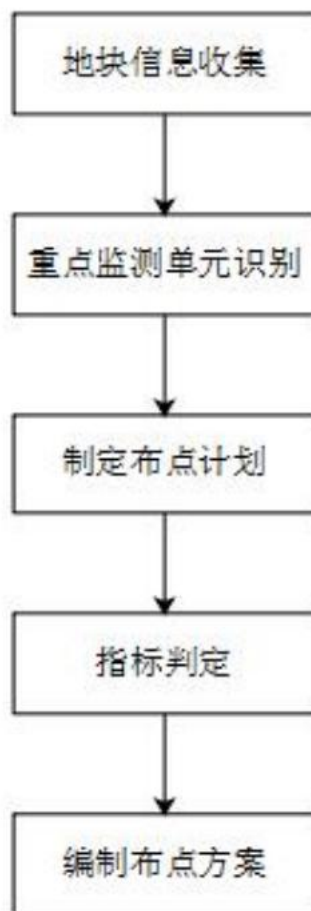 地块信息收集
重点监测单元识别
制定布点计划
指标判定
编制布点方案